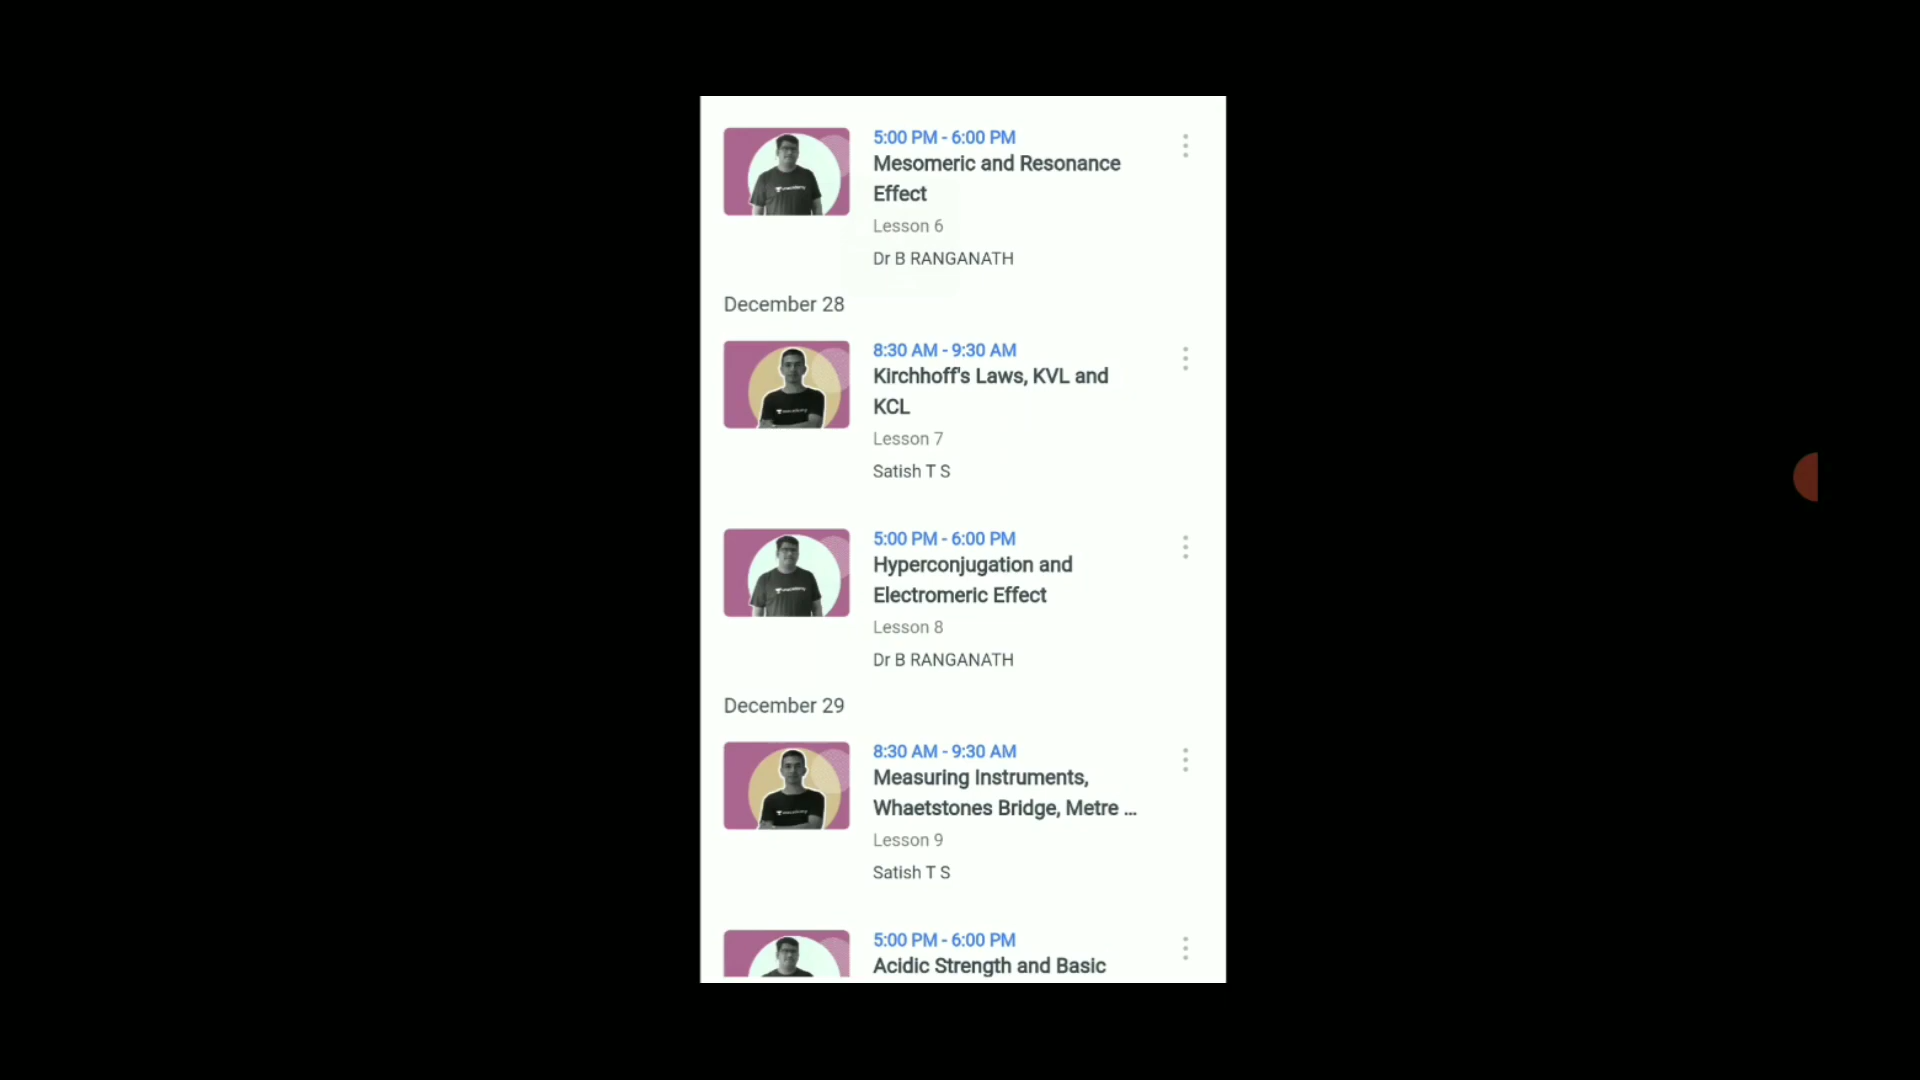 5:00 PM - 6:00 PM
Mesomeric and Resonance
Effect
Lesson 6
Dr B RANGANATH
December 28
8:30 AM - 9:30 AM
Kirchhoff's Laws, KVL and
KCL
Lesson 7
Satish T S
5:00 PM - 6:00 PM
Hyperconjugation and
Electromeric Effect
Lesson 8
Dr B RANGANATH
December 29
8:30 AM - 9:30 AM
Measuring Instruments,
Whaetstones Bridge, Metre ...
Lesson 9
Satish T S
5:00 PM - 6:00 PM
Acidic Strength and Basic